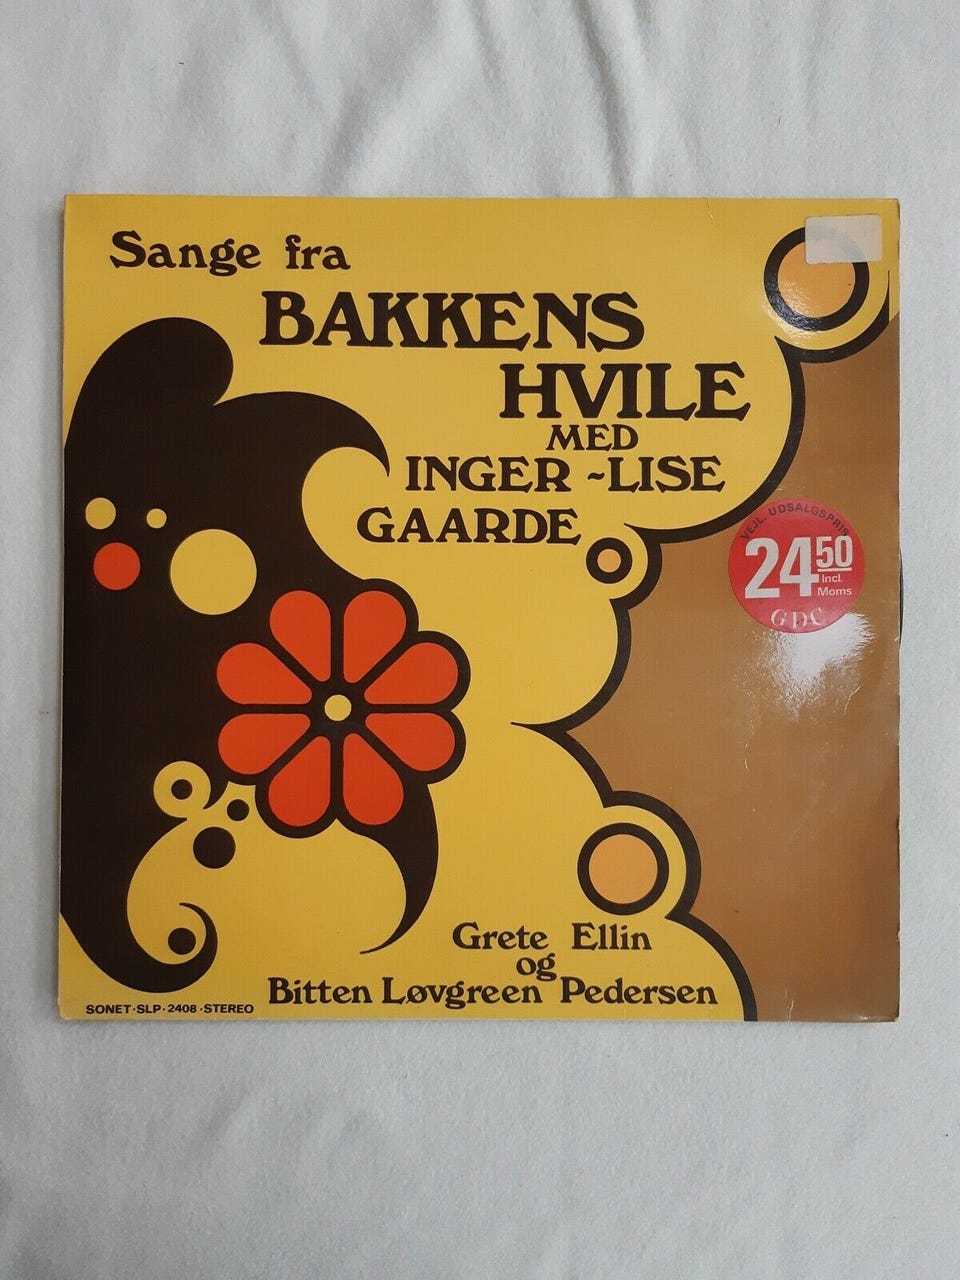 Sange fra
BAKKENS
HVILE
MED
INGER-LISE
GAARDE
VEJL. UDSALGSPRIS
24 50
Incl.
Moms
GDC
Grete Ellin
og
Bitten Løvgreen Pedersen
SONET·SLP·2408·STEREO